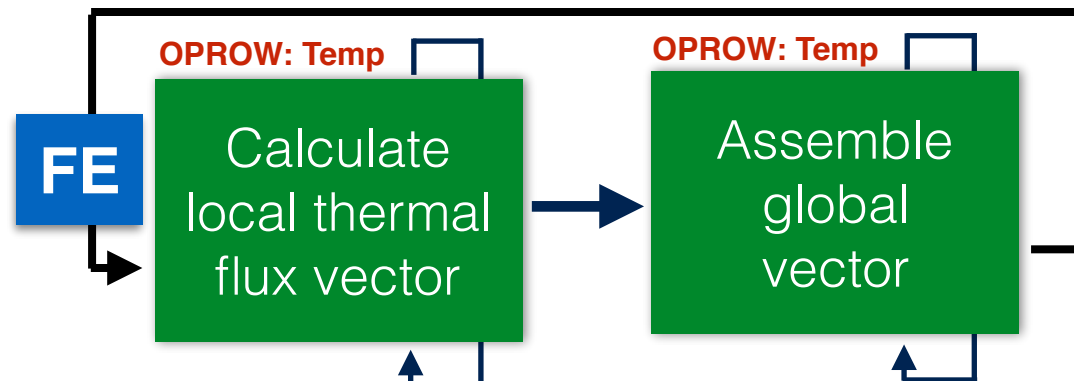 OPROW: Temp
OPROW: Temp
FE
Calculate
local thermal
flux vector
Assemble
global
vector